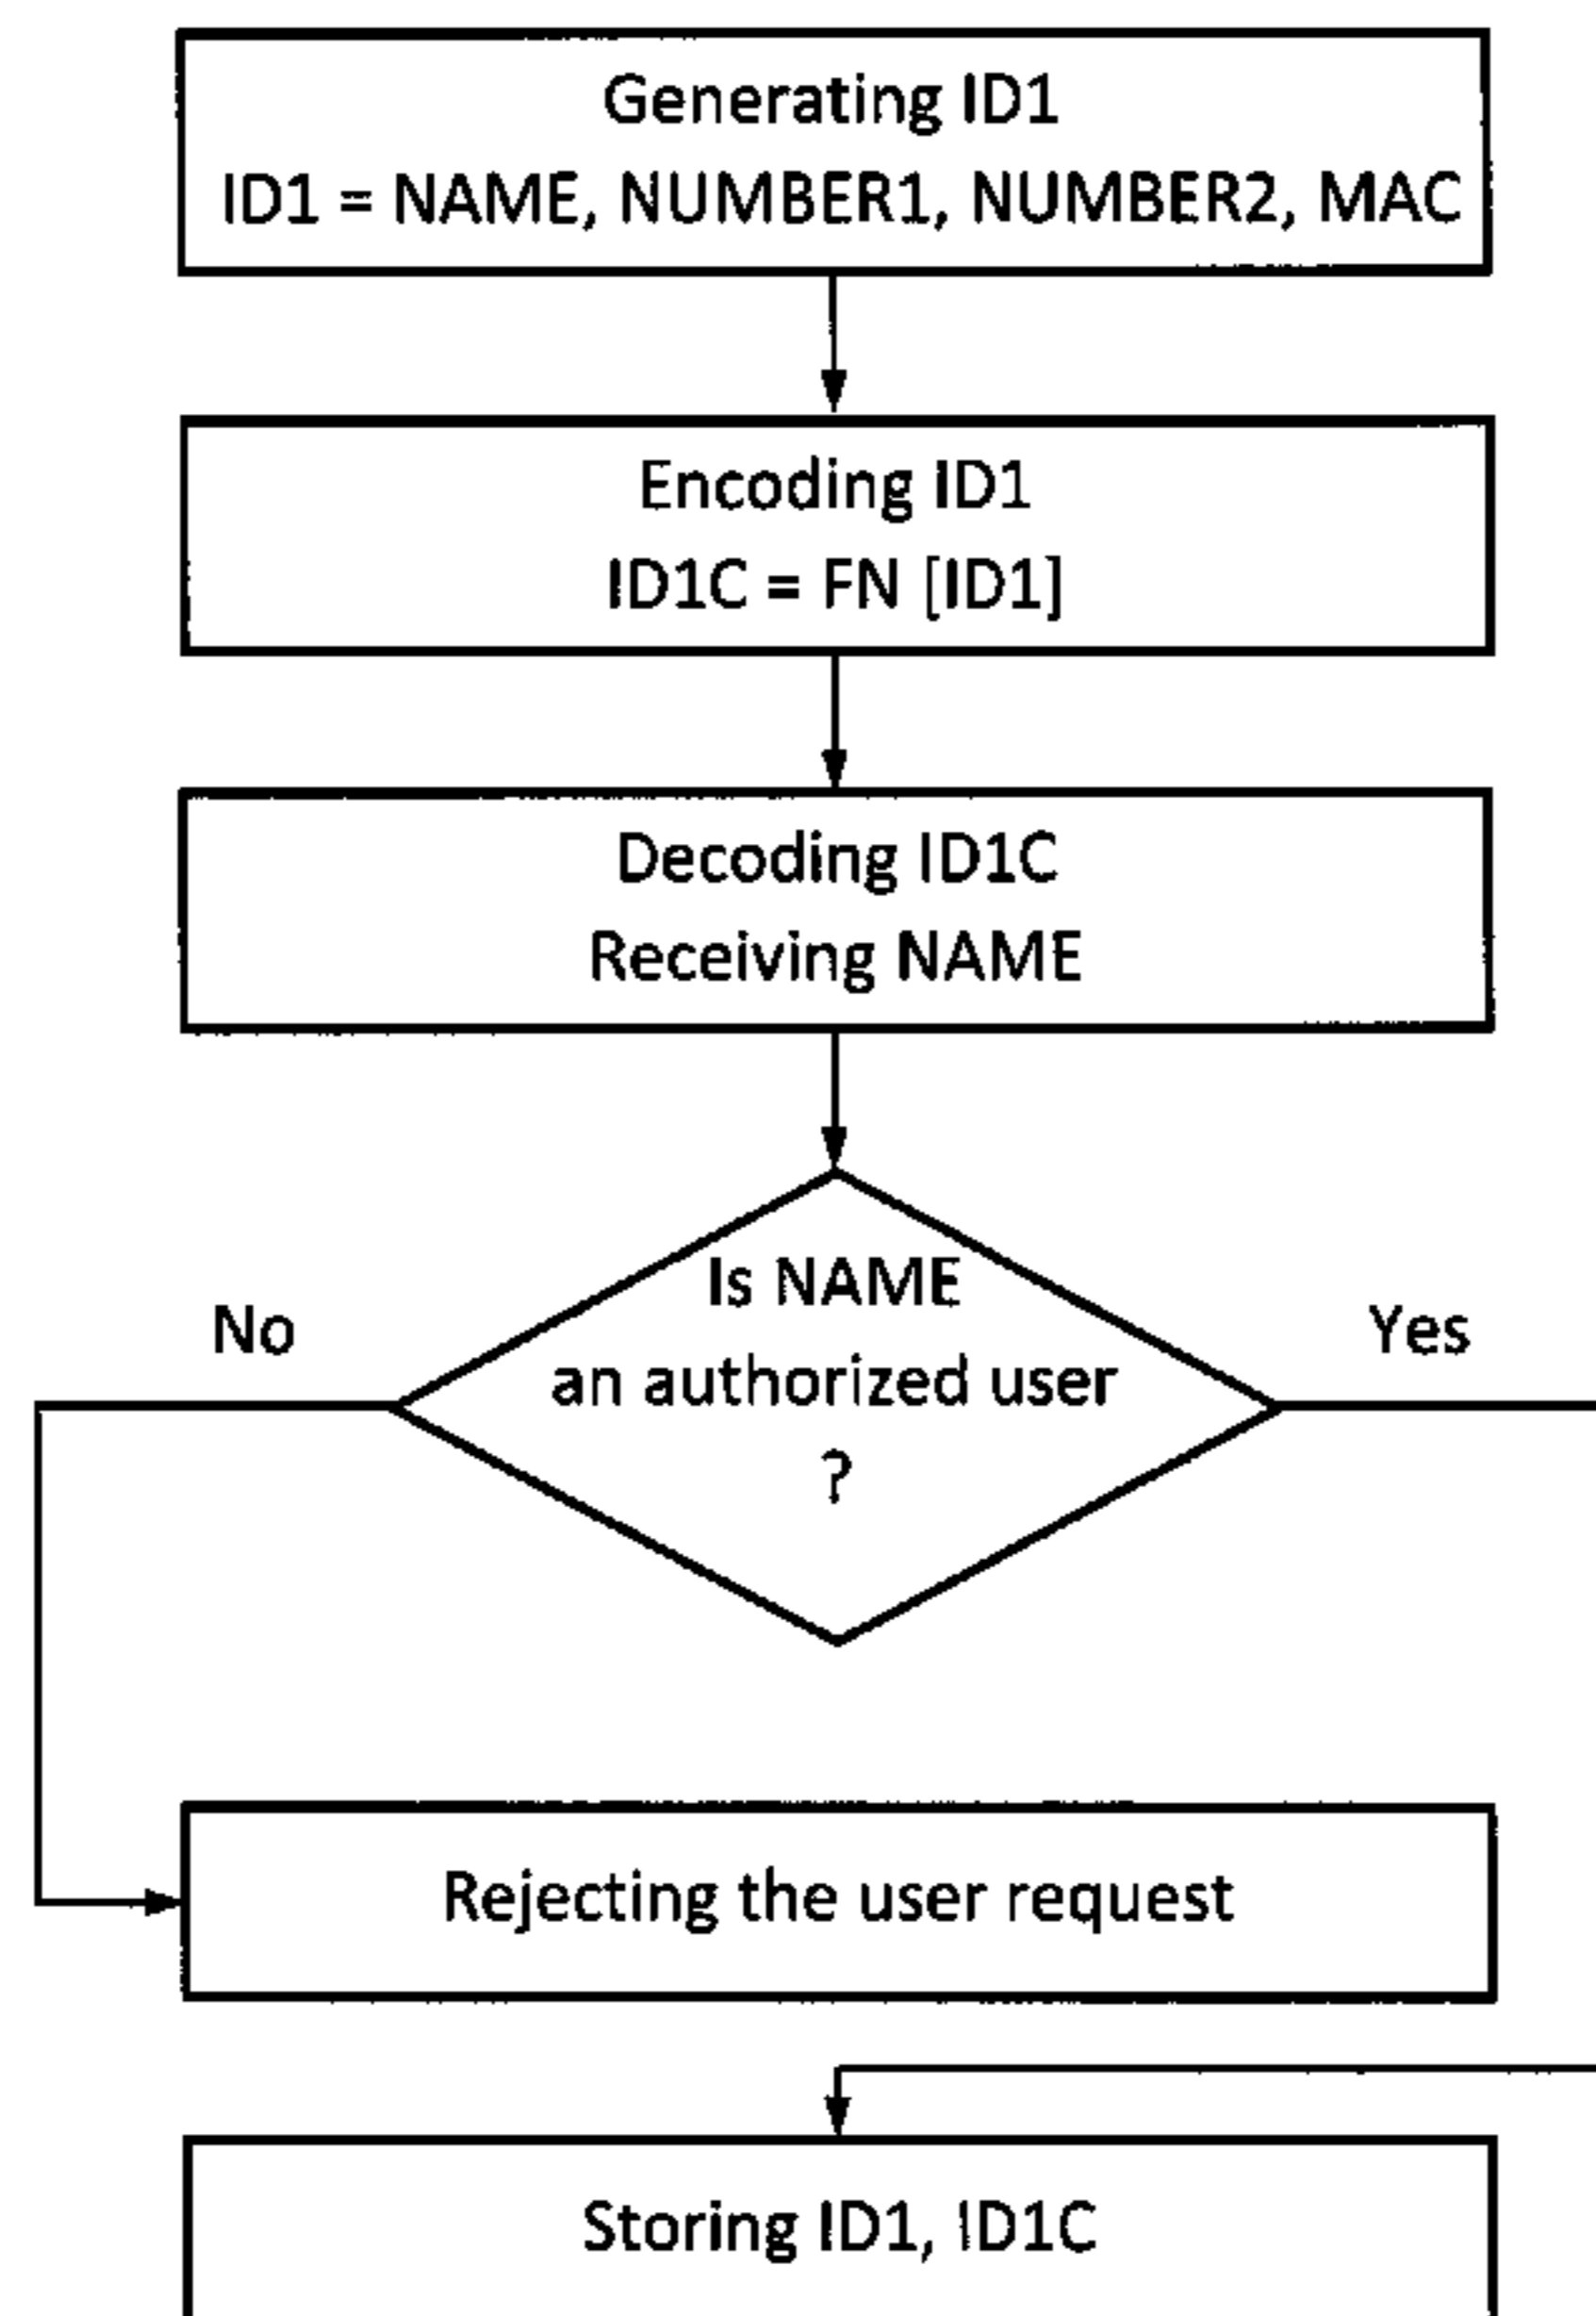 Generating ID1
ID1 = NAME, NUMBER1, NUMBER2, MAC
Encoding ID1
ID1C = FN [ID1]
Decoding ID1C
Receiving NAME
Is NAME
an authorized user
?
No
Yes
Rejecting the user request
Storing ID1, ID1C